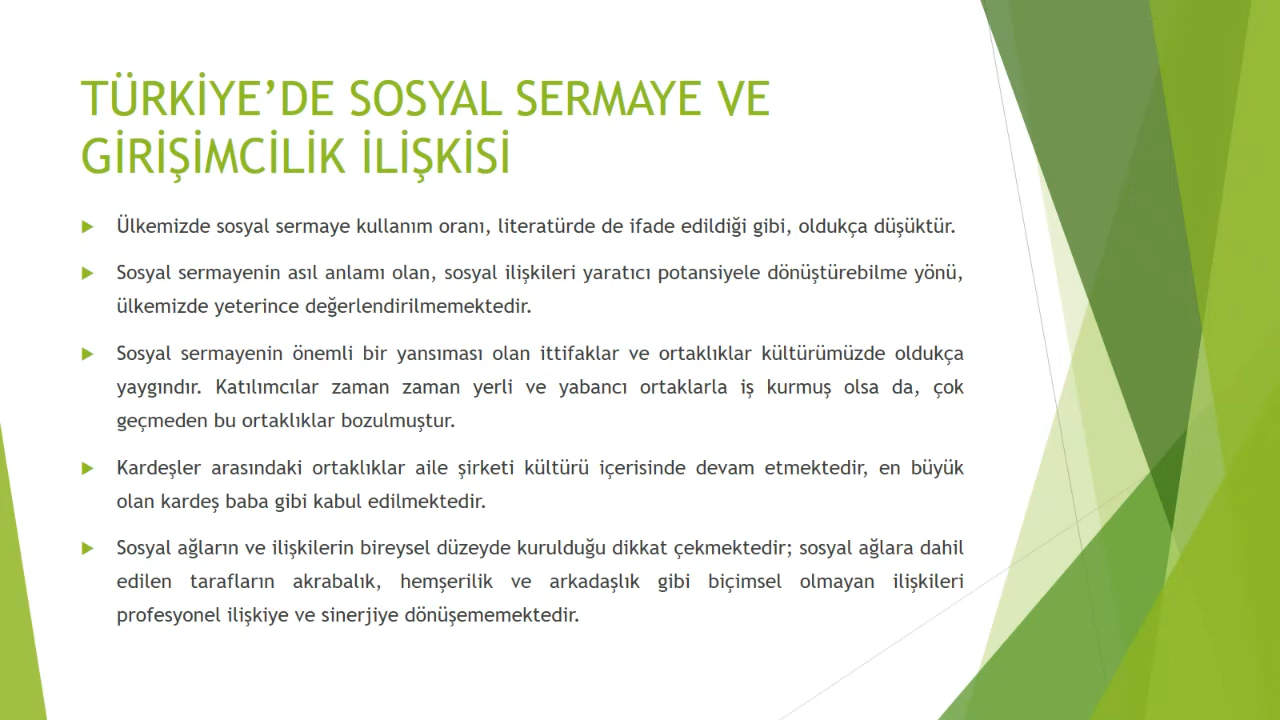 TÜRKİYE’DE SOSYAL SERMAYE VE
GİRİŞİMCİLİK İLİŞKİSİ
Ülkemizde sosyal sermaye kullanım oranı, literatürde de ifade edildiği gibi, oldukça düşüktür.
Sosyal sermayenin asıl anlamı olan, sosyal ilişkileri yaratıcı potansiyele dönüştürebilme yönü,
ülkemizde yeterince değerlendirilmemektedir.
Sosyal sermayenin önemli bir yansıması olan ittifaklar ve ortaklıklar kültürümüzde oldukça
yaygındır. Katılımcılar zaman zaman yerli ve yabancı ortaklarla iş kurmuş olsa da, çok
geçmeden bu ortaklıklar bozulmuştur.
Kardeşler arasındaki ortaklıklar aile şirketi kültürü içerisinde devam etmektedir, en büyük
olan kardeş baba gibi kabul edilmektedir.
Sosyal ağların ve ilişkilerin bireysel düzeyde kurulduğu dikkat çekmektedir; sosyal ağlara dahil
edilen tarafların akrabalık, hemşerilik ve arkadaşlık gibi biçimsel olmayan ilişkileri
profesyonel ilişkiye ve sinerjiye dönüşememektedir.